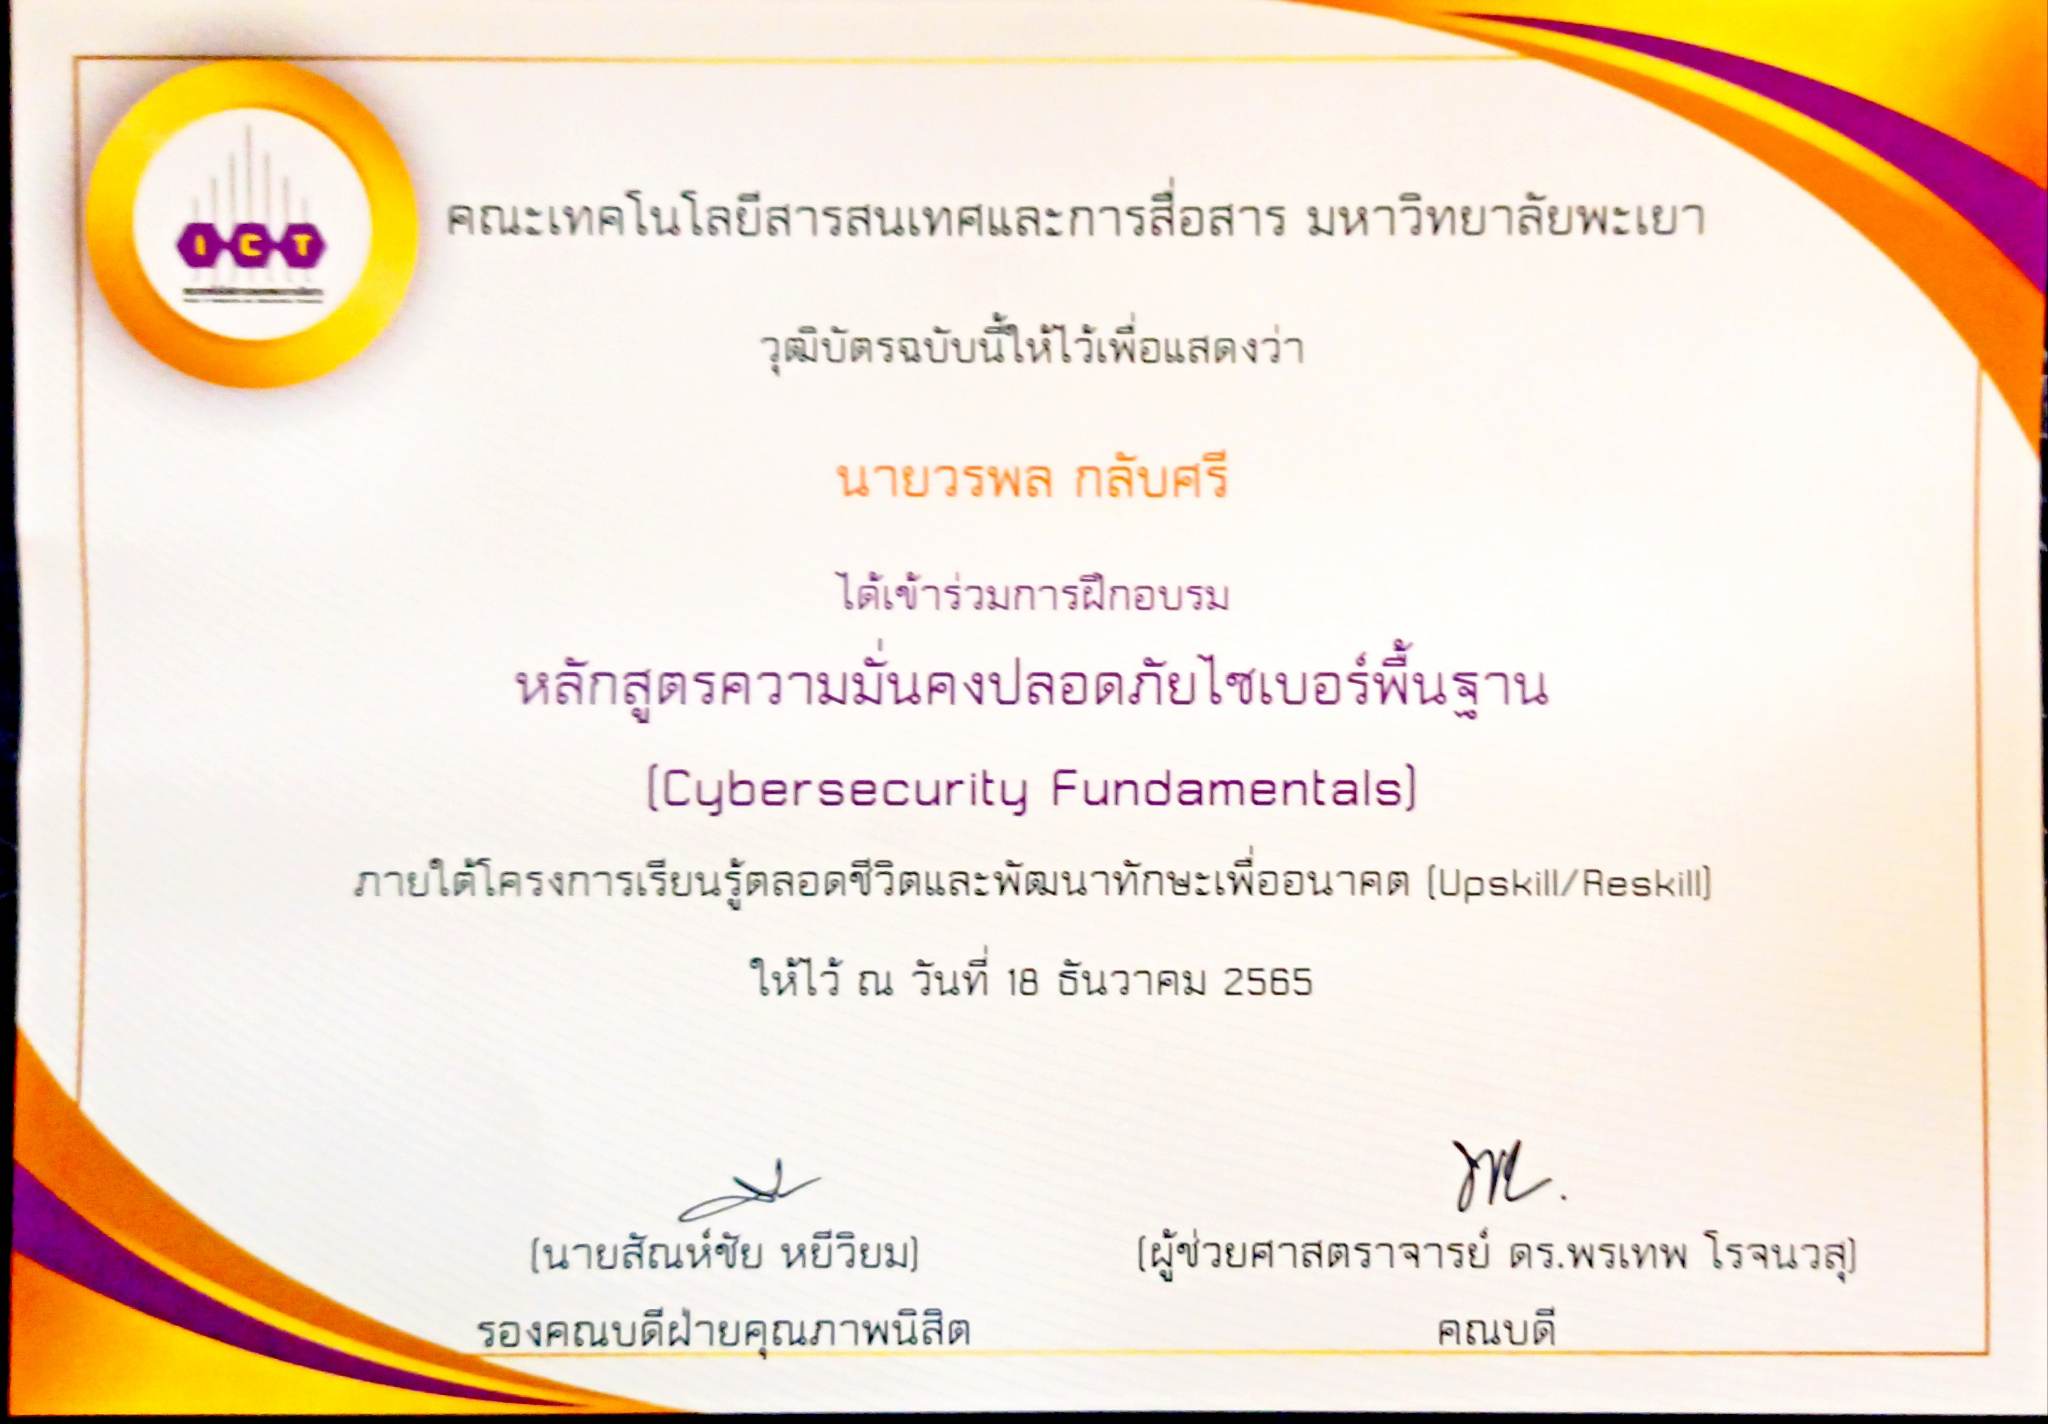 ICT
คณะเทคโนโลยีสารสนเทศและการสื่อสาร มหาวิทยาลัยพะเยา
วุฒิบัตรฉบับนี้ให้ไว้เพื่อแสดงว่า
นายวรพล กลับศรี
ได้เข้าร่วมการฝึกอบรม
หลักสูตรความมั่นคงปลอดภัยไซเบอร์พื้นฐาน
(Cybersecurity Fundamentals)
ภายใต้โครงการเรียนรู้ตลอดชีวิตและพัฒนาทักษะเพื่ออนาคต (Upskill/Reskill)
ให้ไว้ ณ วันที่ 18 ธันวาคม 2565
(นายสัณห์ชัย หยีวิยม) (ผู้ช่วยศาสตราจารย์ ดร.พรเทพ โรจนวสุ)
รองคณบดีฝ่ายคุณภาพนิสิต คณบดี